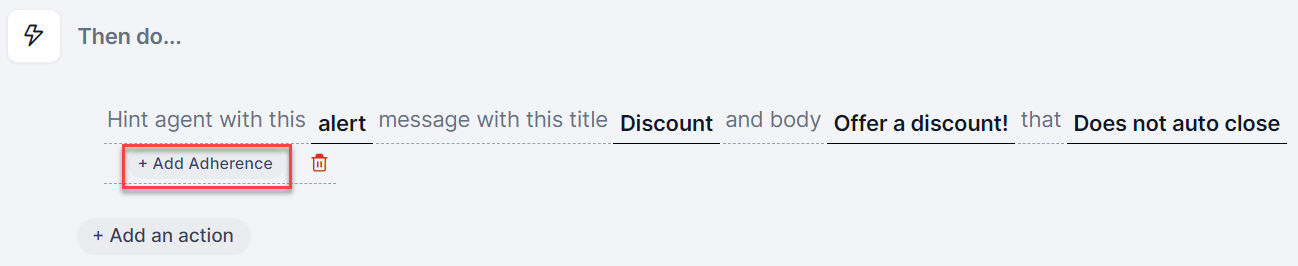 Then do...
Hint agent with this alert message with this title Discount and body Offer a discount! that Does not auto close
+ Add Adherence
+ Add an action